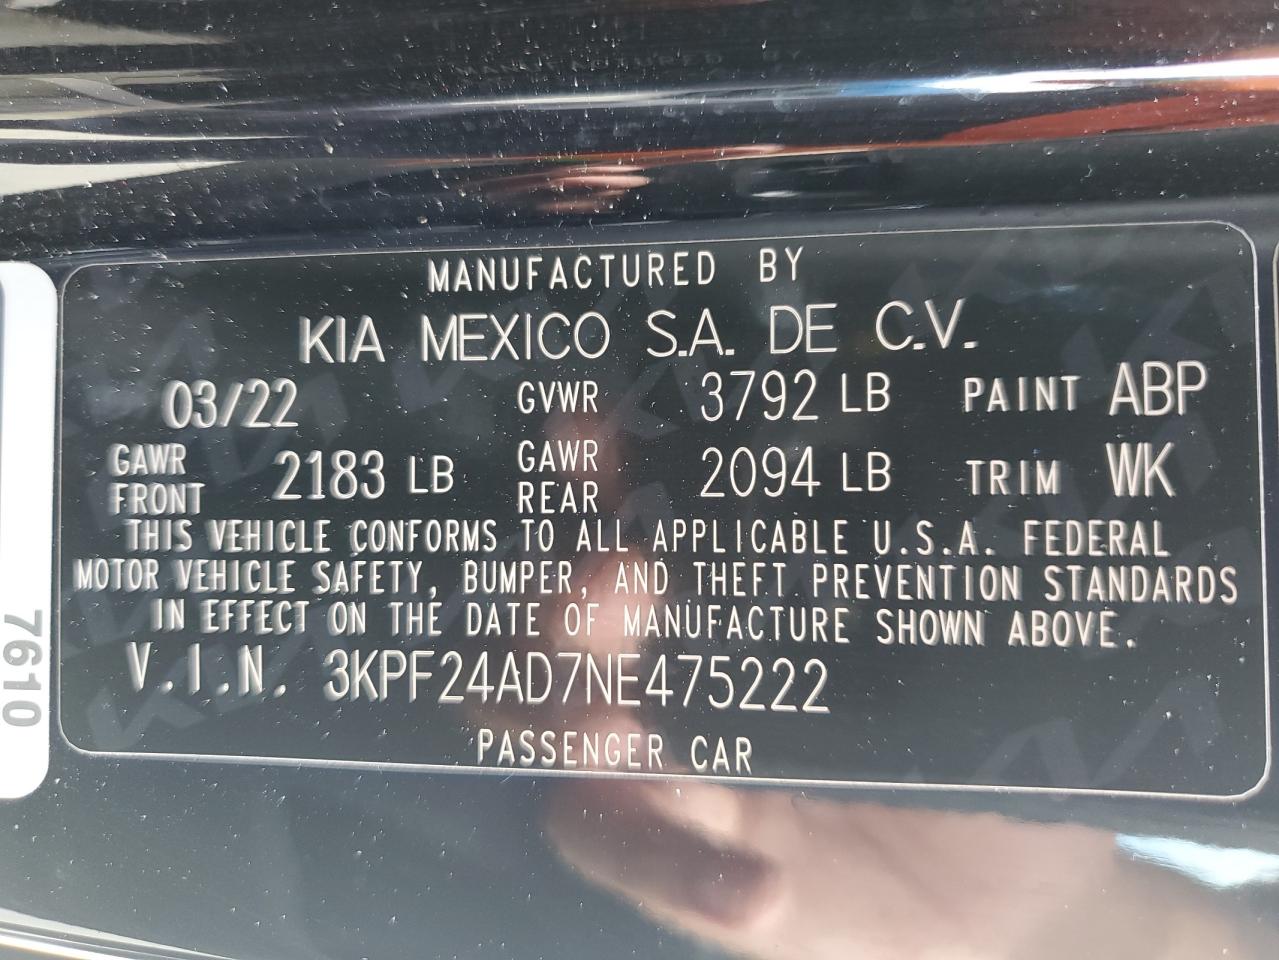 MANUFACTURED BY
KIA MEXICO S.A. DE C.V.
03/22 GVWR 3792 LB PAINT ABP
GAWR FRONT 2183 LB GAWR REAR 2094 LB TRIM WK
THIS VEHICLE CONFORMS TO ALL APPLICABLE U.S.A. FEDERAL
MOTOR VEHICLE SAFETY, BUMPER, AND THEFT PREVENTION STANDARDS
IN EFFECT ON THE DATE OF MANUFACTURE SHOWN ABOVE.
V.I.N. 3KPF24AD7NE475222
PASSENGER CAR
7610